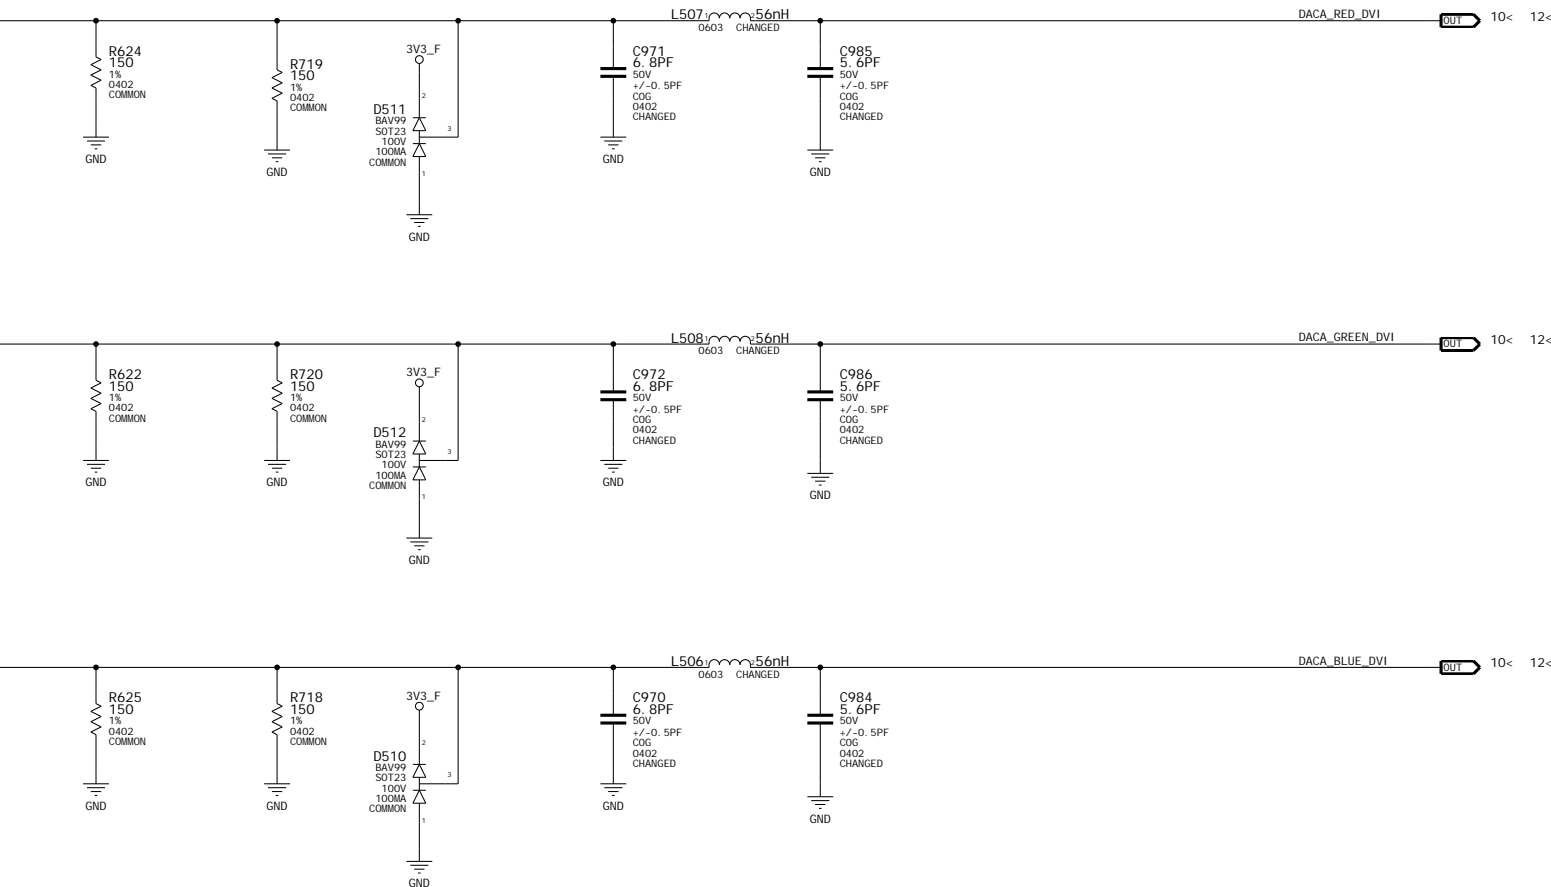 L507 1 2 56nH
0603 CHANGED
DACA_RED_DVI
OUT
10< 12<
R624
150
1%
0402
COMMON
GND
R719
150
1%
0402
COMMON
GND
3V3_F
2
D511
BAV99
SOT23
100V
100MA
COMMON
3
1
GND
C971
6.8PF
50V
+/-0.5PF
COG
0402
CHANGED
GND
C985
5.6PF
50V
+/-0.5PF
COG
0402
CHANGED
GND
L508 1 2 56nH
0603 CHANGED
DACA_GREEN_DVI
OUT
10< 12<
R622
150
1%
0402
COMMON
GND
R720
150
1%
0402
COMMON
GND
3V3_F
2
D512
BAV99
SOT23
100V
100MA
COMMON
3
1
GND
C972
6.8PF
50V
+/-0.5PF
COG
0402
CHANGED
GND
C986
5.6PF
50V
+/-0.5PF
COG
0402
CHANGED
GND
L506 1 2 56nH
0603 CHANGED
DACA_BLUE_DVI
OUT
10< 12<
R625
150
1%
0402
COMMON
GND
R718
150
1%
0402
COMMON
GND
3V3_F
2
D510
BAV99
SOT23
100V
100MA
COMMON
3
1
GND
C970
6.8PF
50V
+/-0.5PF
COG
0402
CHANGED
GND
C984
5.6PF
50V
+/-0.5PF
COG
0402
CHANGED
GND